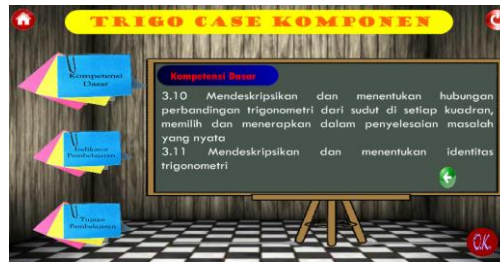 TRIGO CASE KOMPONEN
Kompetensi
Dasar
Indikator
Pembelajaran
Tujuan
Pembelajaran
Kompetensi Dasar
3.10 Mendeskripsikan dan menentukan hubungan
perbandingan trigonometri dari sudut di setiap kuadran,
memilih dan menerapkan dalam penyelesaian masalah
yang nyata
3.11 Mendeskripsikan dan menentukan identitas
trigonometri
O.K.